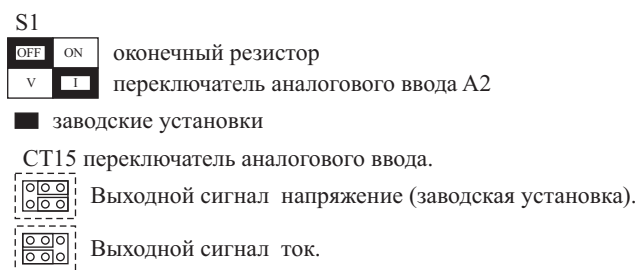 S1
OFF ON оконечный резистор
V I переключатель аналогового ввода A2
заводские установки
CT15 переключатель аналогового ввода.
Выходной сигнал напряжение (заводская установка).
Выходной сигнал ток.